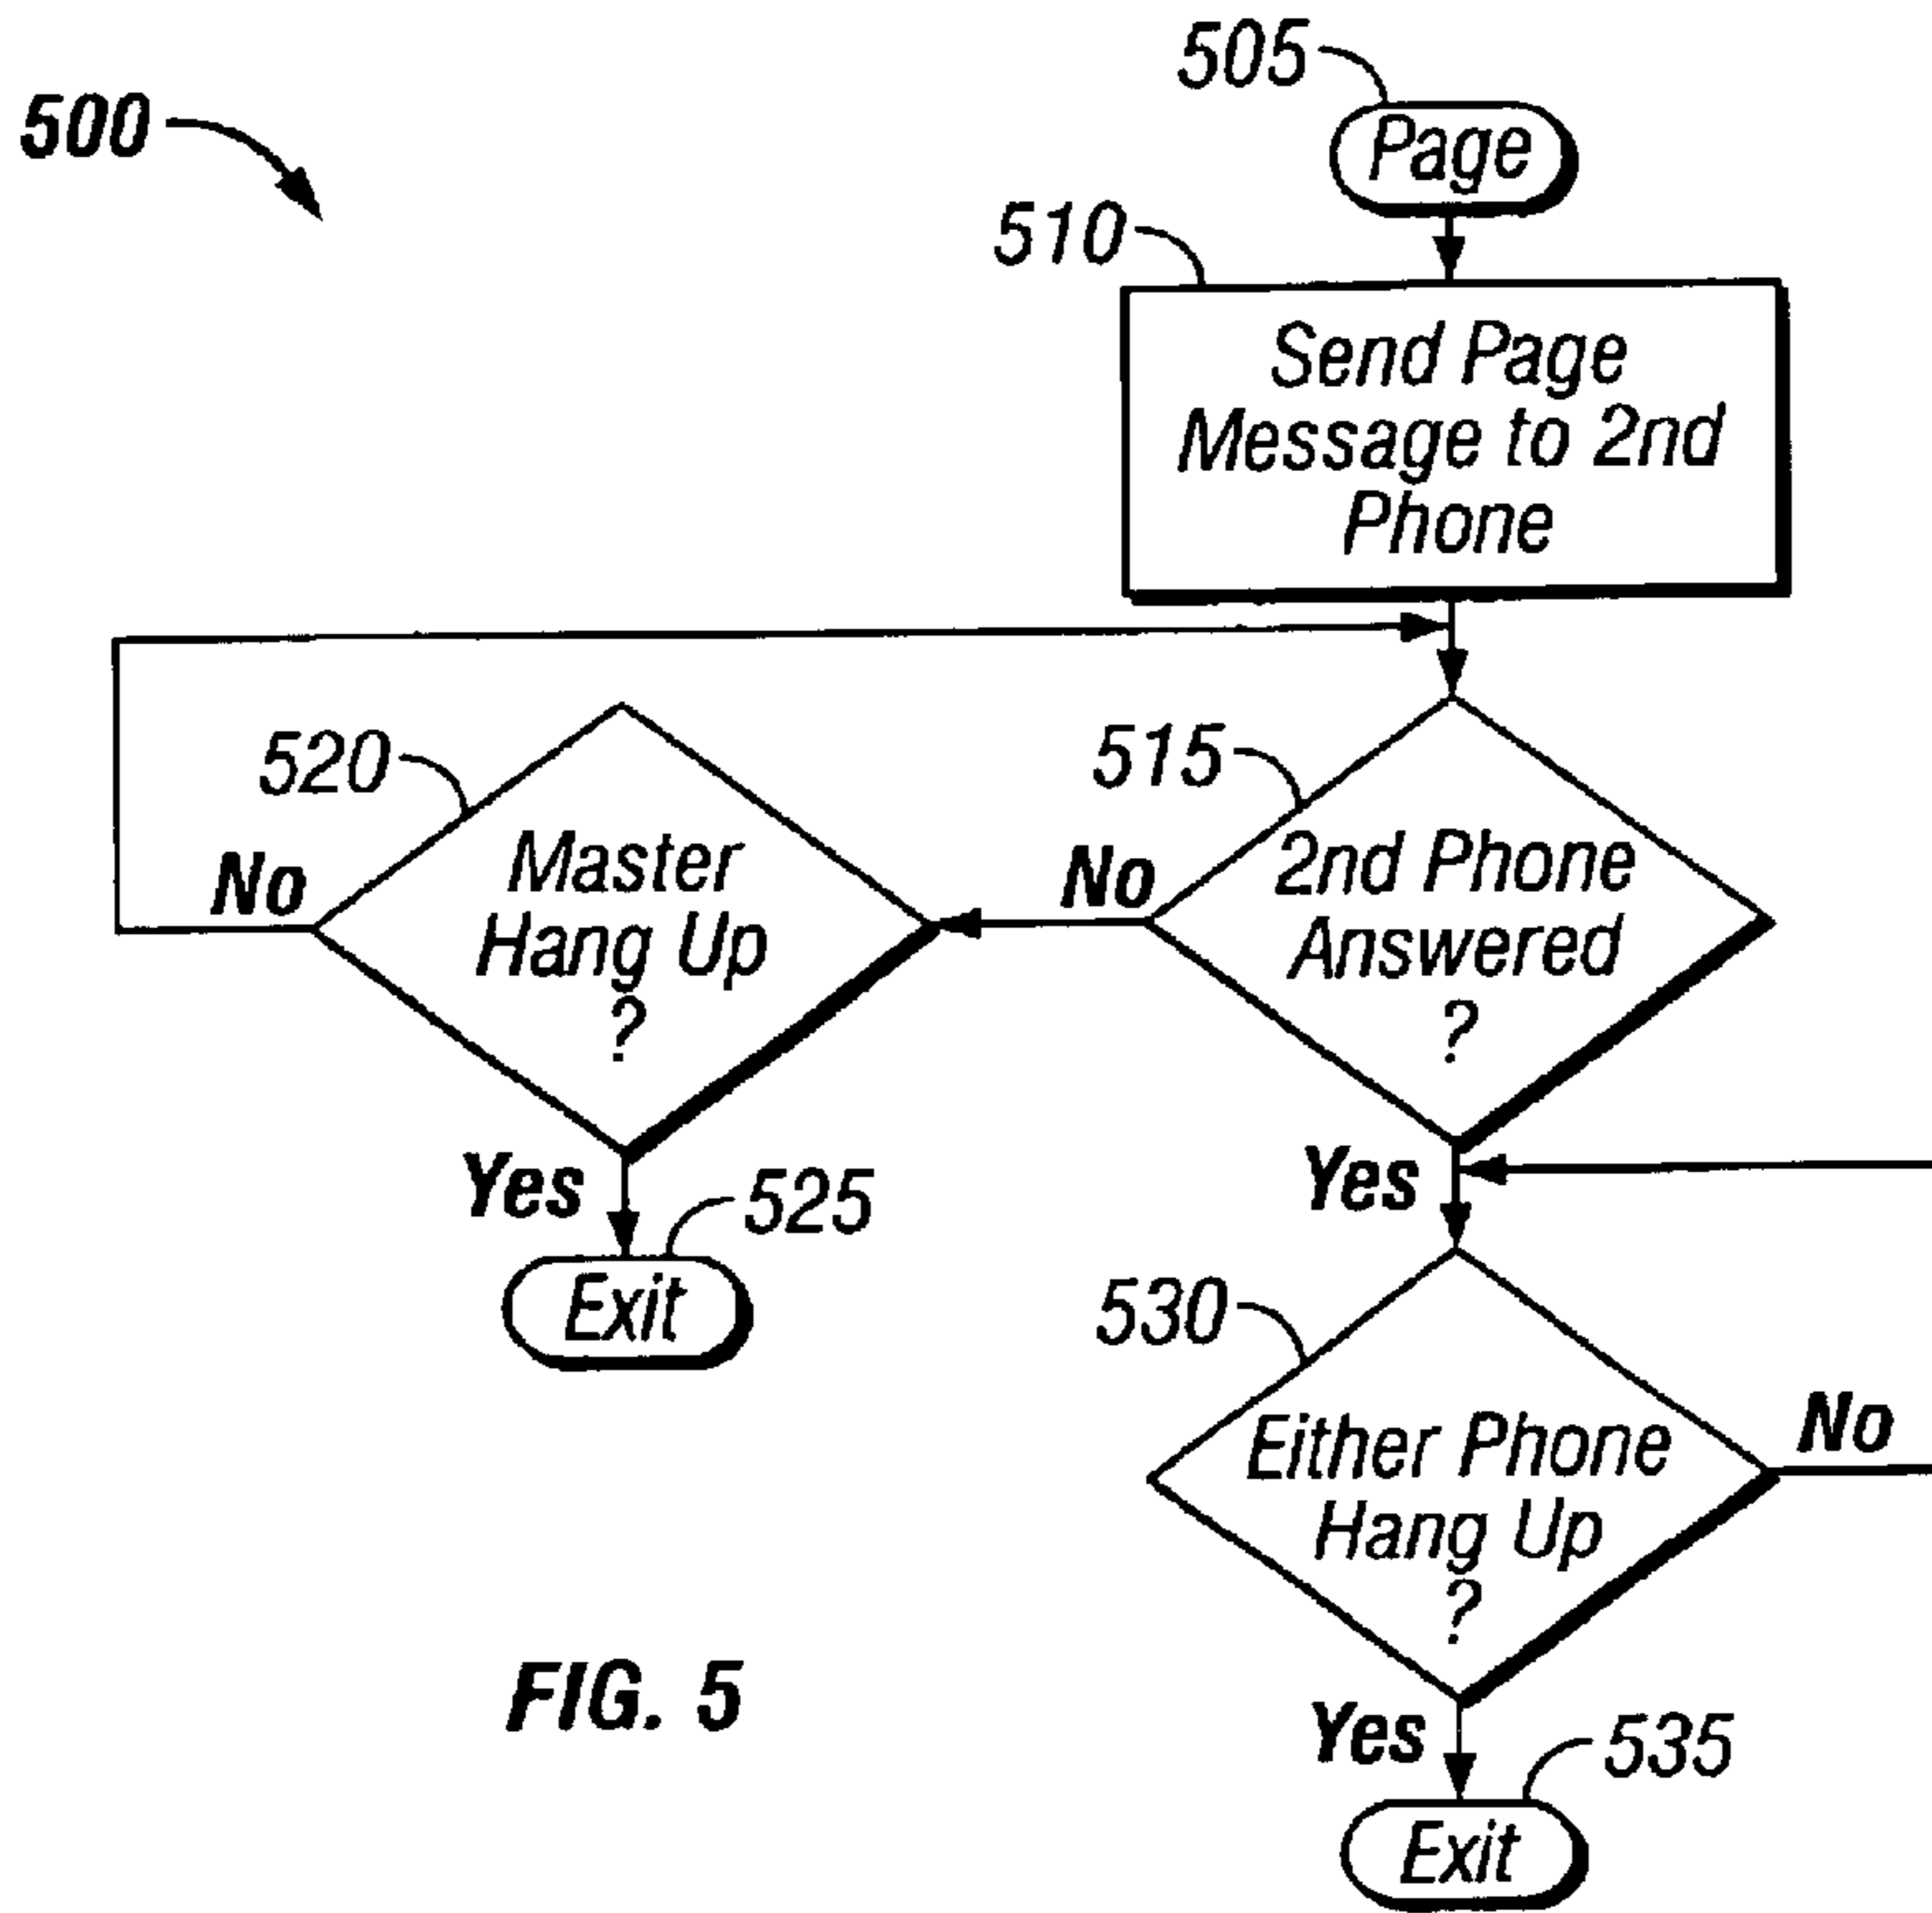 500
505
Page
510
Send Page
Message to 2nd
Phone
520
Master
Hang Up
?
No
515
2nd Phone
Answered
?
No
Yes
525
Exit
Yes
530
Either Phone
Hang Up
?
No
Yes
535
Exit
FIG. 5